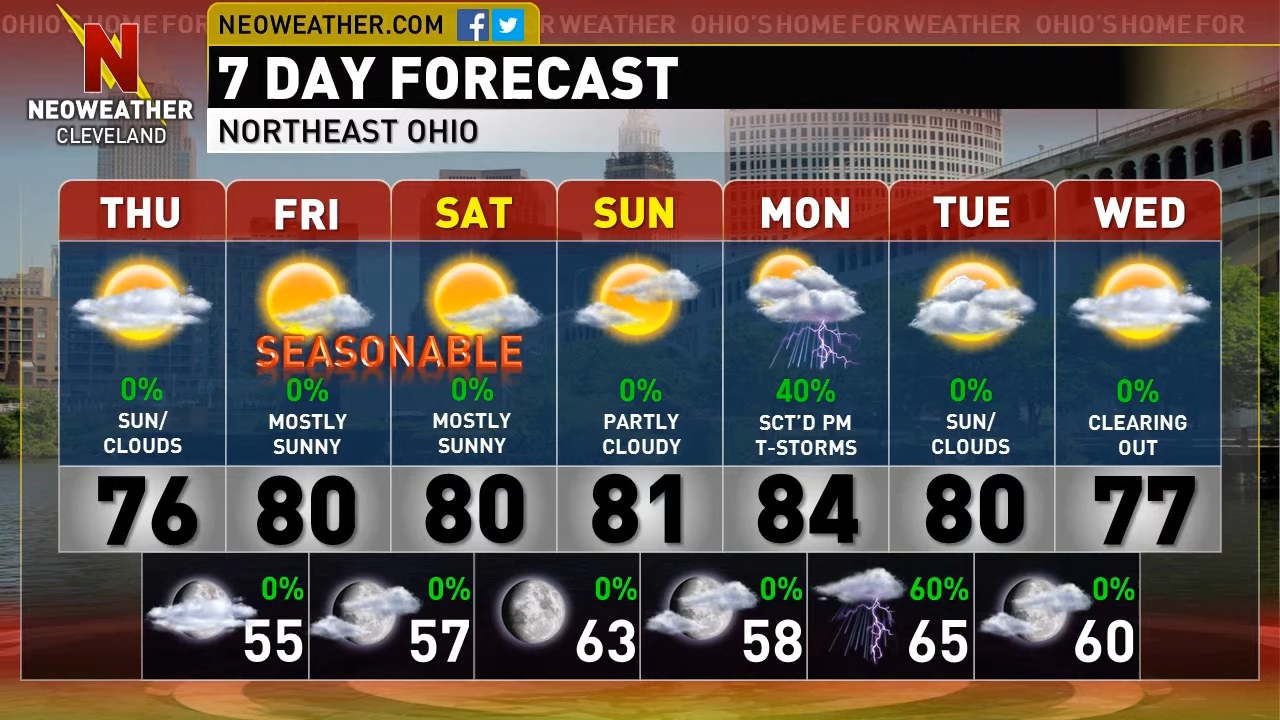 OHIO'S HOME FOR WEATHER OHIO'S HOME FOR WEATHER OHIO'S HOME FOR
N
NEOWEATHER
CLEVELAND
NEOWEATHER.COM
7 DAY FORECAST
NORTHEAST OHIO
THU FRI SAT SUN MON TUE WED
SEASONABLE
0% 0% 0% 0% 40% 0% 0%
SUN/ MOSTLY MOSTLY PARTLY SCT'D PM SUN/ CLEARING
CLOUDS SUNNY SUNNY CLOUDY T-STORMS CLOUDS OUT
76 80 80 81 84 80 77
0% 0% 0% 0% 60% 0%
55 57 63 58 65 60